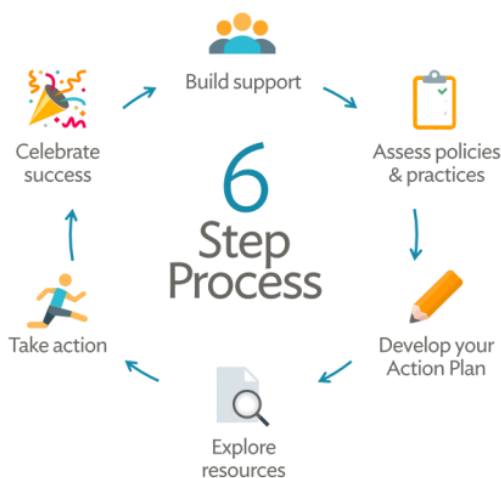 Build support
Assess policies
& practices
Develop your
Action Plan
Explore
resources
Take action
Celebrate
success
6
Step
Process